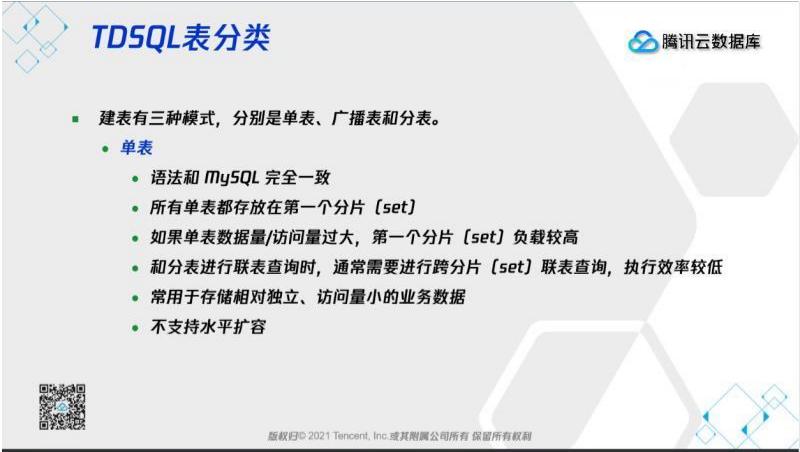 TDSQL表分类
腾讯云数据库
建表有三种模式，分别是单表、广播表和分表。
单表
语法和 MySQL 完全一致
所有单表都存放在第一个分片（set）
如果单表数据量/访问量过大，第一个分片（set）负载较高
和分表进行联表查询时，通常需要进行跨分片（set）联表查询，执行效率较低
常用于存储相对独立、访问量小的业务数据
不支持水平扩容
版权归© 2021 Tencent, Inc.或其附属公司所有 保留所有权利